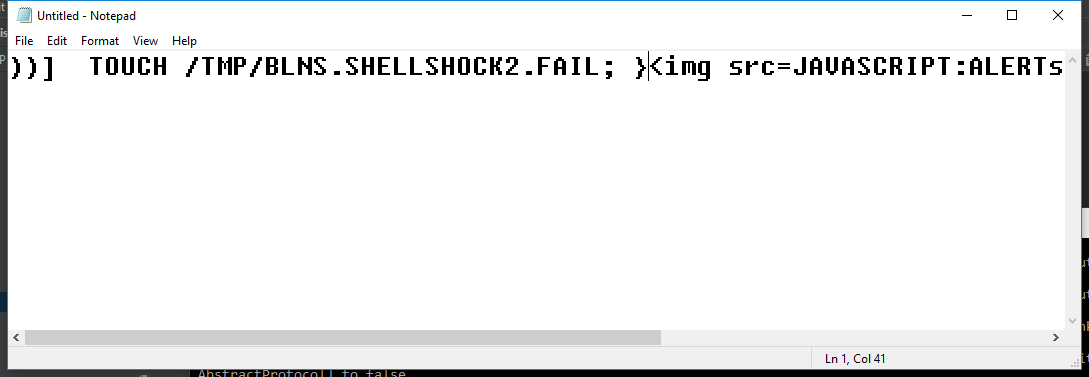 Untitled - Notepad
File Edit Format View Help
))]  TOUCH /TMP/BLNS.SHELLSHOCK2.FAIL; }<img src=JAVASCRIPT:ALERTs
Ln 1, Col 41
AbstractProtocol] to false